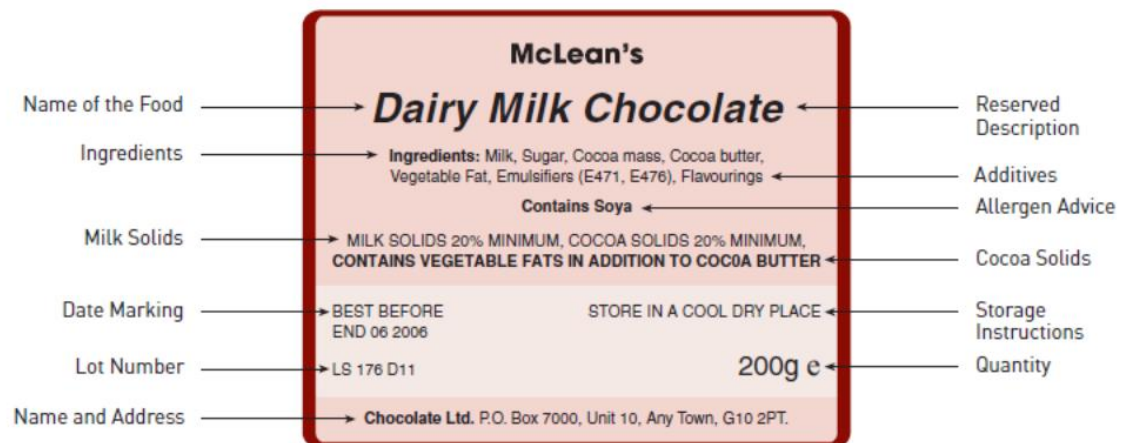 McLean's
Name of the Food
Dairy Milk Chocolate
Reserved
Description
Ingredients
Ingredients: Milk, Sugar, Cocoa mass, Cocoa butter,
Vegetable Fat, Emulsifiers (E471, E476), Flavourings
Additives
Contains Soya
Allergen Advice
Milk Solids
MILK SOLIDS 20% MINIMUM, COCOA SOLIDS 20% MINIMUM,
CONTAINS VEGETABLE FATS IN ADDITION TO COC0A BUTTER
Cocoa Solids
Date Marking
BEST BEFORE
END 06 2006
STORE IN A COOL DRY PLACE
Storage
Instructions
Lot Number
LS 176 D11
200g e
Quantity
Name and Address
Chocolate Ltd. P.O. Box 7000, Unit 10, Any Town, G10 2PT.